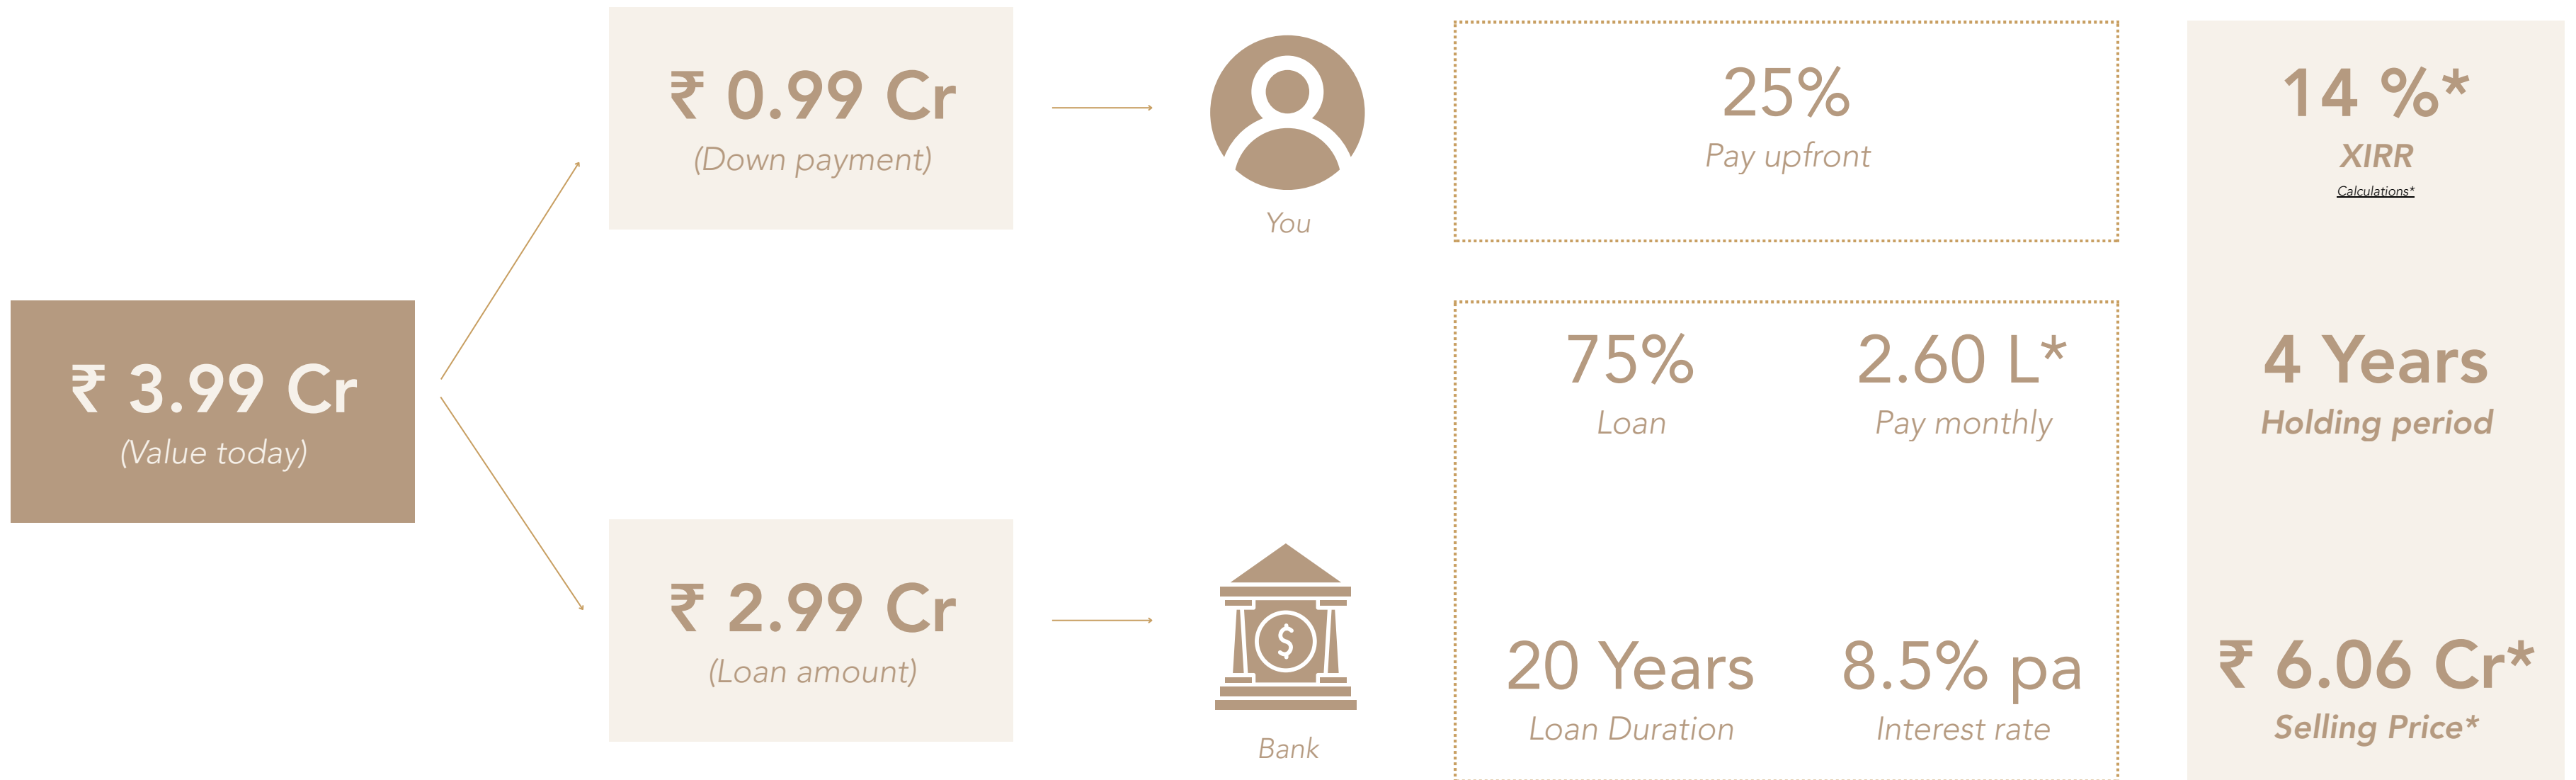 ₹ 3.99 Cr
(Value today)
₹ 0.99 Cr
(Down payment)
You
25%
Pay upfront
₹ 2.99 Cr
(Loan amount)
$
Bank
75%
Loan
2.60 L*
Pay monthly
20 Years
Loan Duration
8.5% pa
Interest rate
14 %*
XIRR
Calculations*
4 Years
Holding period
₹ 6.06 Cr*
Selling Price*